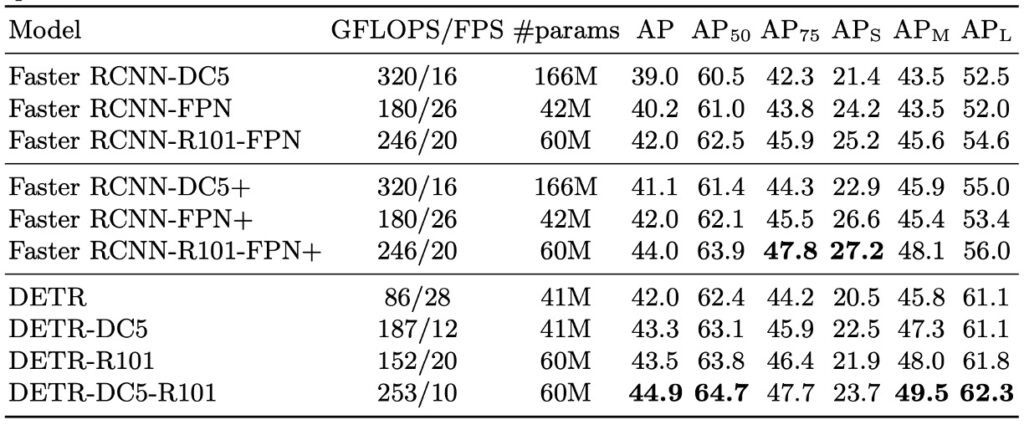 Model GFLOPS/FPS #params AP AP50 AP75 APS APM APL
Faster RCNN-DC5 320/16 166M 39.0 60.5 42.3 21.4 43.5 52.5
Faster RCNN-FPN 180/26 42M 40.2 61.0 43.8 24.2 43.5 52.0
Faster RCNN-R101-FPN 246/20 60M 42.0 62.5 45.9 25.2 45.6 54.6
Faster RCNN-DC5+ 320/16 166M 41.1 61.4 44.3 22.9 45.9 55.0
Faster RCNN-FPN+ 180/26 42M 42.0 62.1 45.5 26.6 45.4 53.4
Faster RCNN-R101-FPN+ 246/20 60M 44.0 63.9 47.8 27.2 48.1 56.0
DETR 86/28 41M 42.0 62.4 44.2 20.5 45.8 61.1
DETR-DC5 187/12 41M 43.3 63.1 45.9 22.5 47.3 61.1
DETR-R101 152/20 60M 43.5 63.8 46.4 21.9 48.0 61.8
DETR-DC5-R101 253/10 60M 44.9 64.7 47.7 23.7 49.5 62.3